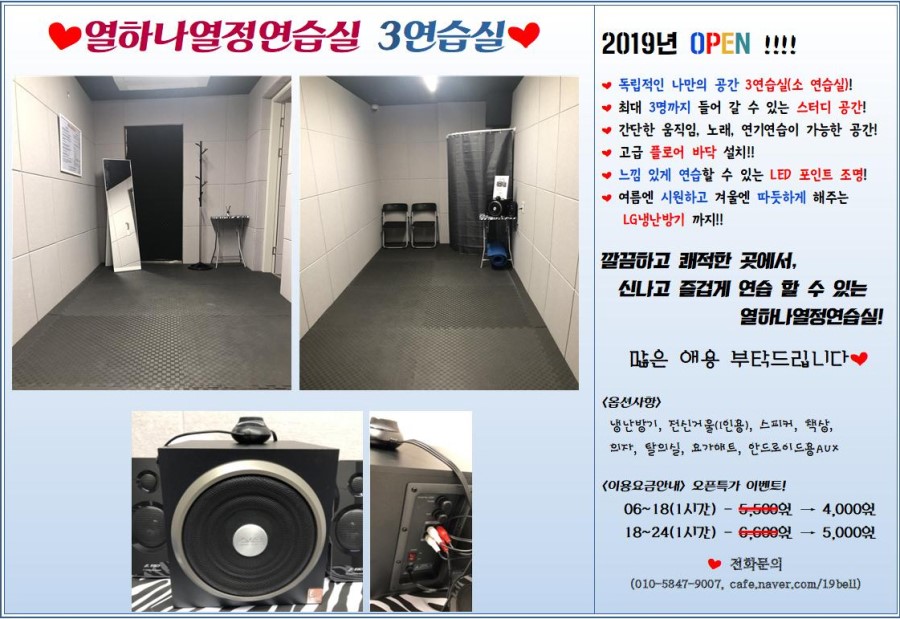 열하나열정연습실 3연습실
2019년 OPEN !!!!
독립적인 나만의 공간 3연습실(소 연습실)!
최대 3명까지 들어 갈 수 있는 스터디 공간!
간단한 움직임, 노래, 연기연습이 가능한 공간!
고급 플로어 바닥 설치!!
느낌 있게 연습할 수 있는 LED 포인트 조명!
여름엔 시원하고 겨울엔 따듯하게 해주는
LG냉난방기 까지!!
깔끔하고 쾌적한 곳에서,
신나고 즐겁게 연습 할 수 있는
열하나열정연습실!
많은 애용 부탁드립니다
<옵션사항>
냉난방기, 전신거울(1인용), 스피커, 책상,
의자, 탈의실, 요가매트, 안드로이드용AUX
<이용요금안내> 오픈특가 이벤트!
06~18(1시간) - 5,500원 → 4,000원
18~24(1시간) - 6,600원 → 5,000원
전화문의
(010-5847-9007, cafe.naver.com/19bell)